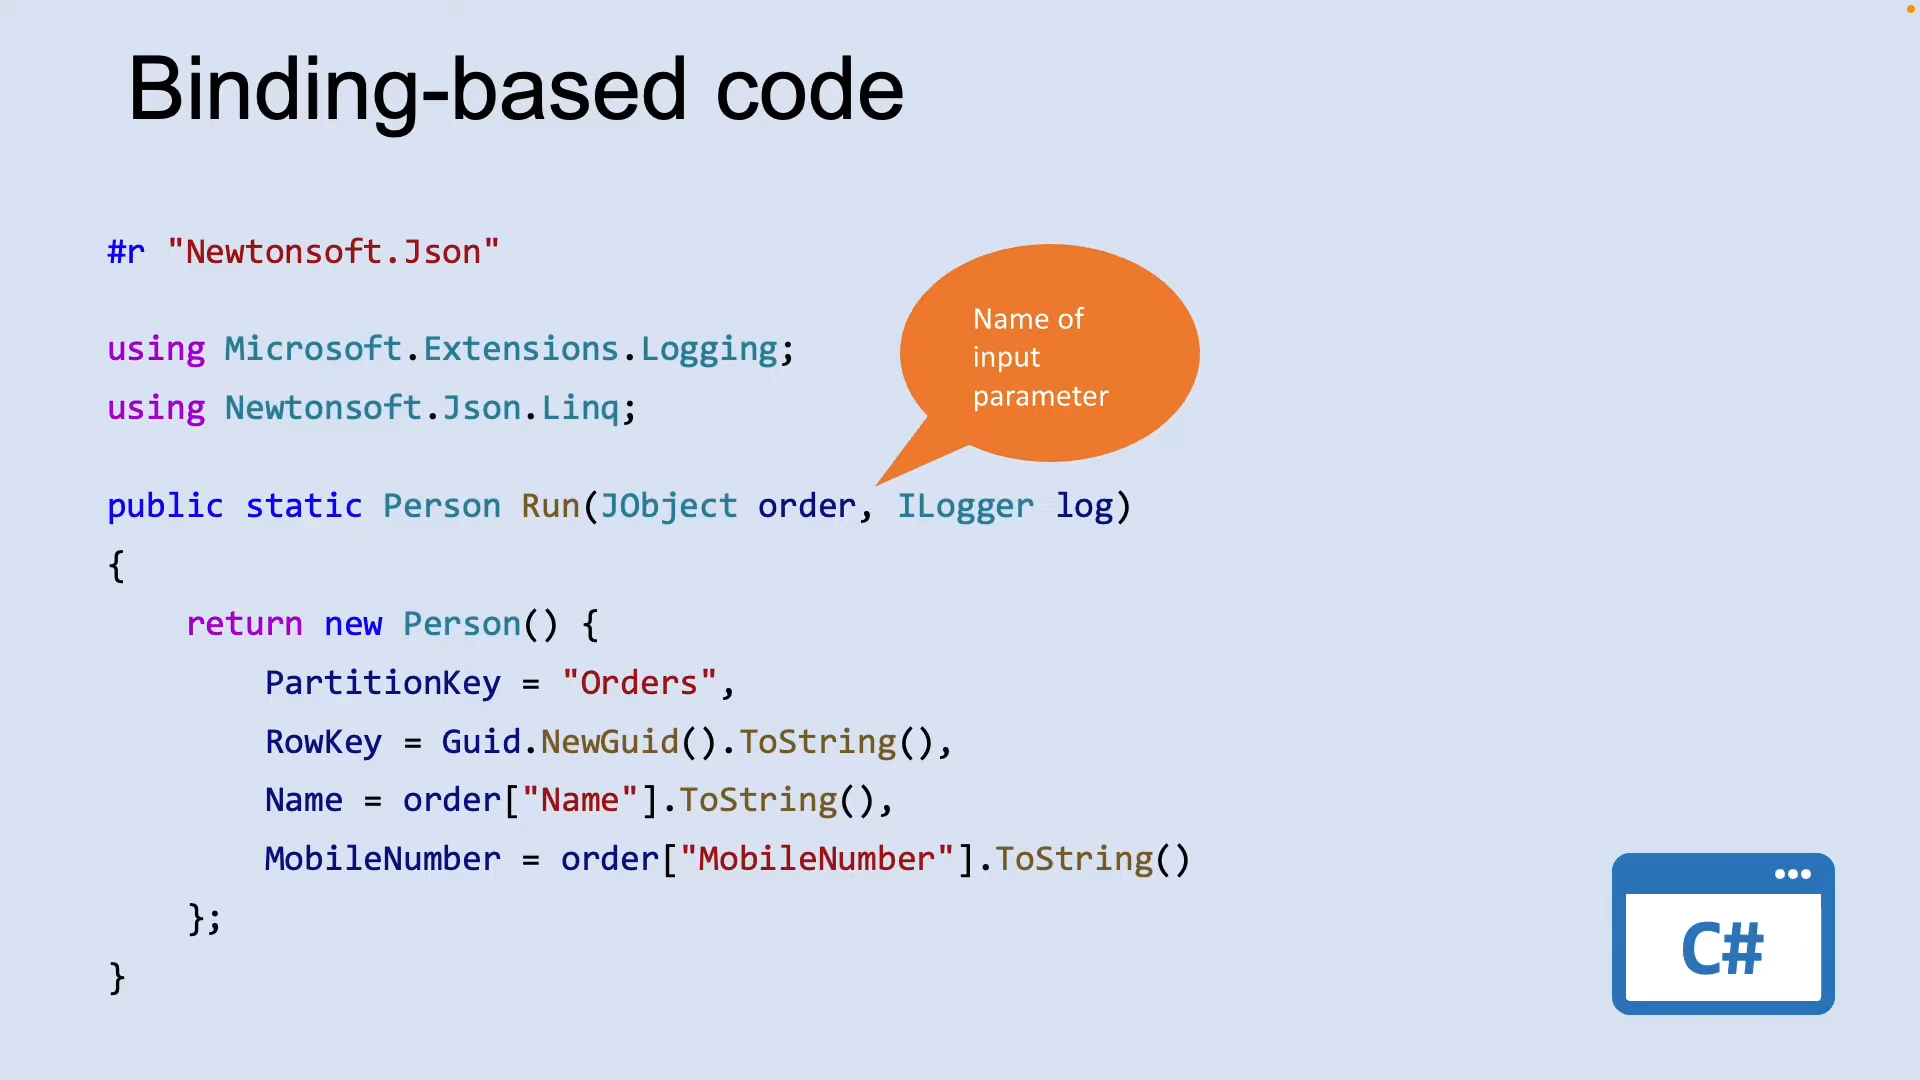 Binding-based code
#r "Newtonsoft.Json"
using Microsoft.Extensions.Logging;
using Newtonsoft.Json.Linq;
Name of
input
parameter
public static Person Run(JObject order, ILogger log)
{
    return new Person() {
        PartitionKey = "Orders",
        RowKey = Guid.NewGuid().ToString(),
        Name = order["Name"].ToString(),
        MobileNumber = order["MobileNumber"].ToString()
    };
}
C#